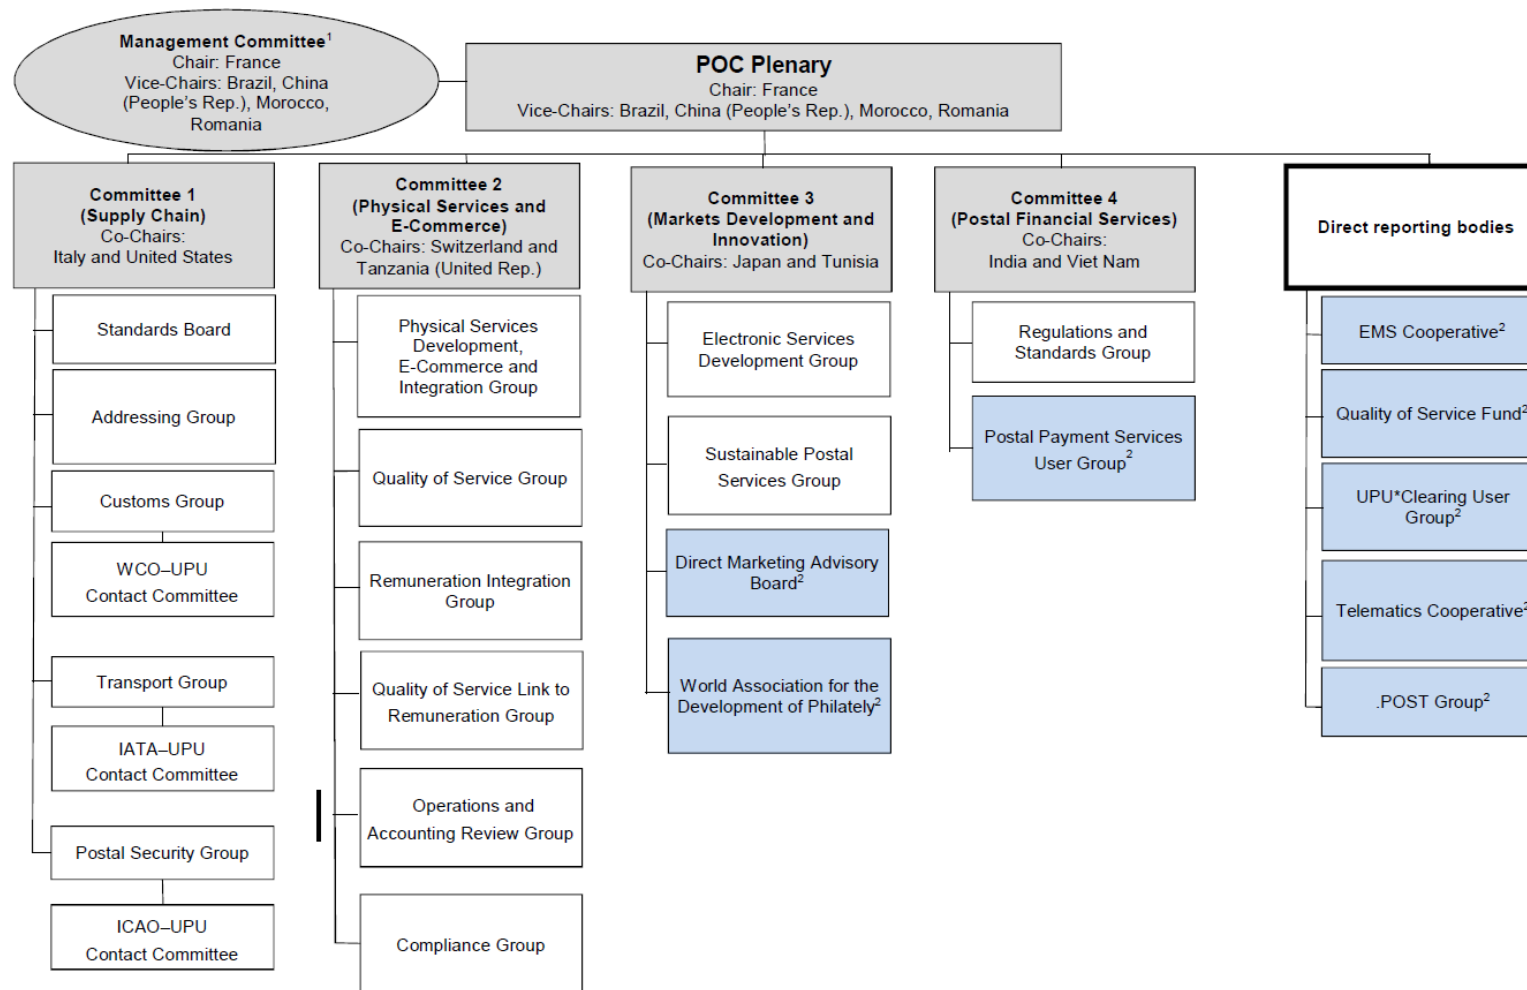 Management Committee¹
Chair: France
Vice-Chairs: Brazil, China
(People's Rep.), Morocco,
Romania
POC Plenary
Chair: France
Vice-Chairs: Brazil, China (People's Rep.), Morocco, Romania
Committee 1
(Supply Chain)
Co-Chairs:
Italy and United States
Standards Board
Addressing Group
Customs Group
WCO–UPU
Contact Committee
Transport Group
IATA–UPU
Contact Committee
Postal Security Group
ICAO–UPU
Contact Committee
Committee 2
(Physical Services and
E-Commerce)
Co-Chairs: Switzerland and
Tanzania (United Rep.)
Physical Services
Development,
E-Commerce and
Integration Group
Quality of Service Group
Remuneration Integration
Group
Quality of Service Link to
Remuneration Group
Operations and
Accounting Review Group
Compliance Group
Committee 3
(Markets Development and
Innovation)
Co-Chairs: Japan and Tunisia
Electronic Services
Development Group
Sustainable Postal
Services Group
Direct Marketing Advisory
Board²
World Association for the
Development of Philately²
Committee 4
(Postal Financial Services)
Co-Chairs:
India and Viet Nam
Regulations and
Standards Group
Postal Payment Services
User Group²
Direct reporting bodies
EMS Cooperative²
Quality of Service Fund²
UPU*Clearing User
Group²
Telematics Cooperative²
.POST Group²